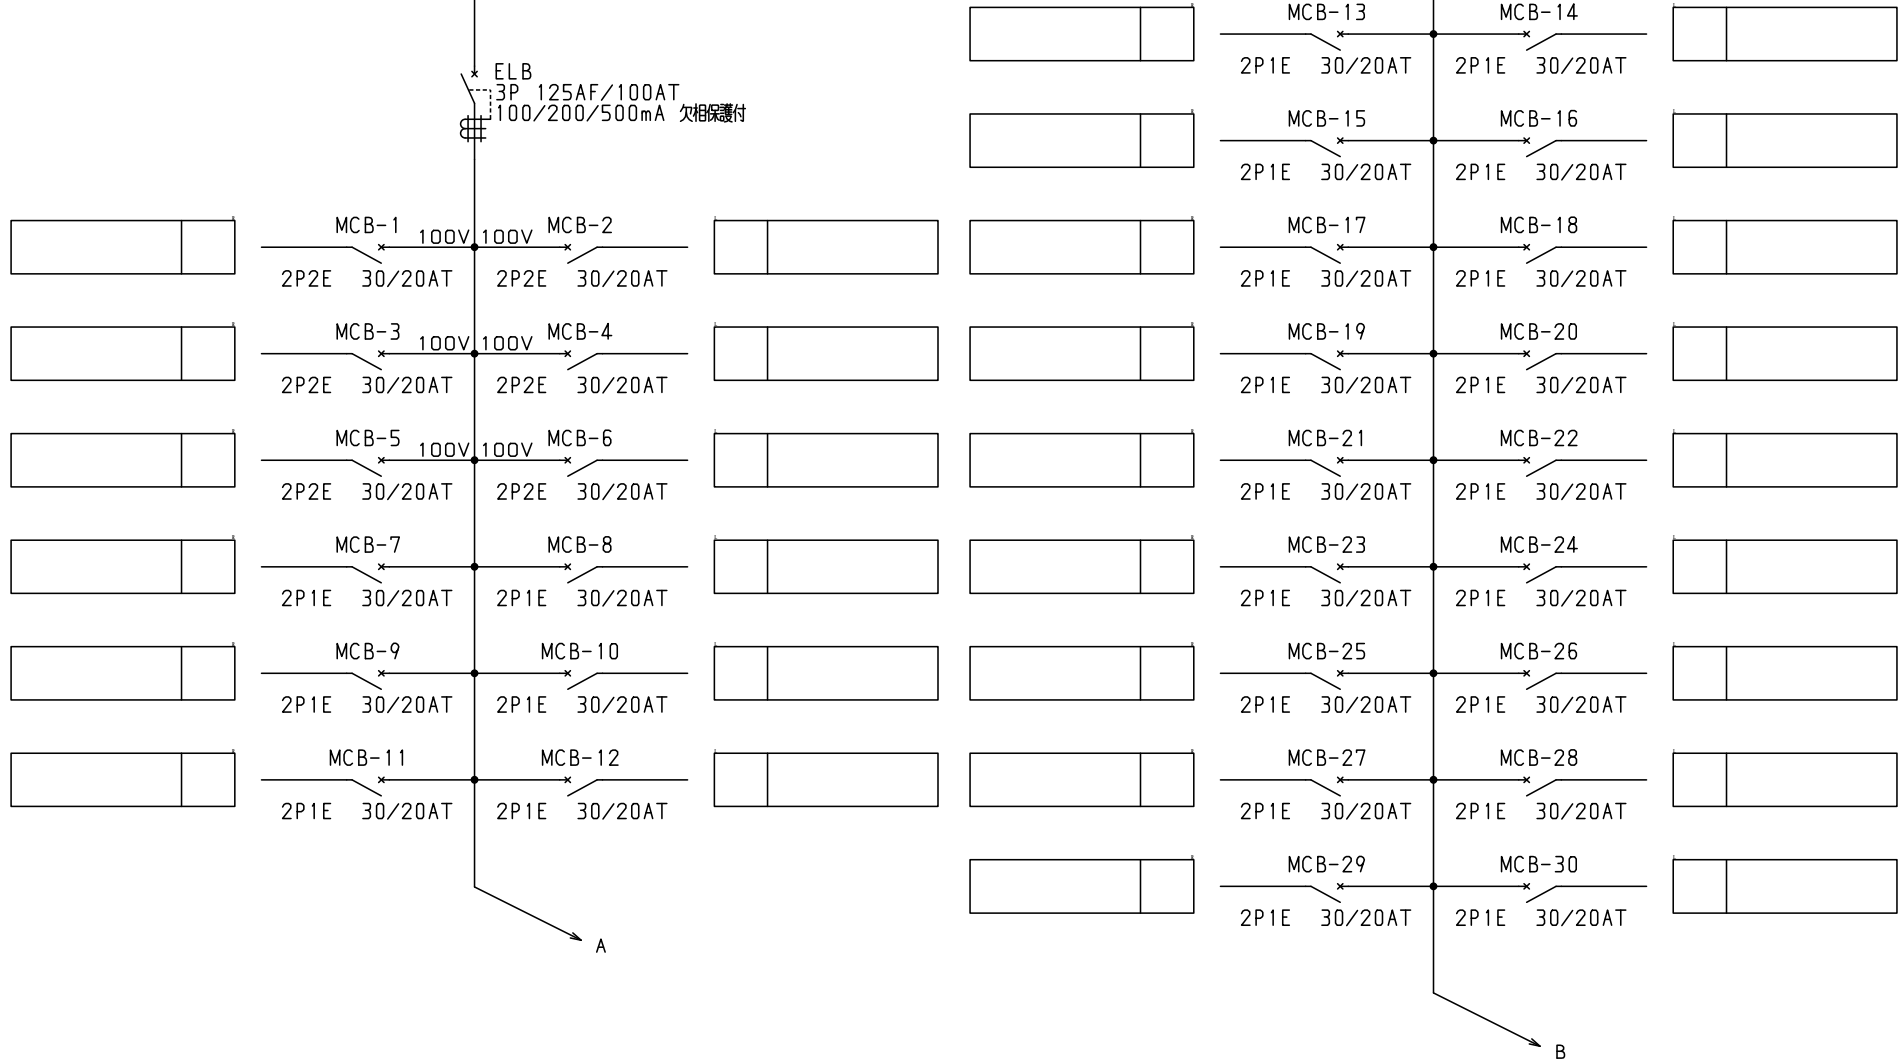 ELB
3P 125AF/100AT
100/200/500mA 欠相保護付
MCB-1 100V 100V MCB-2
2P2E 30/20AT 2P2E 30/20AT
MCB-3 100V 100V MCB-4
2P2E 30/20AT 2P2E 30/20AT
MCB-5 100V 100V MCB-6
2P2E 30/20AT 2P2E 30/20AT
MCB-7 MCB-8
2P1E 30/20AT 2P1E 30/20AT
MCB-9 MCB-10
2P1E 30/20AT 2P1E 30/20AT
MCB-11 MCB-12
2P1E 30/20AT 2P1E 30/20AT
A
MCB-13 MCB-14
2P1E 30/20AT 2P1E 30/20AT
MCB-15 MCB-16
2P1E 30/20AT 2P1E 30/20AT
MCB-17 MCB-18
2P1E 30/20AT 2P1E 30/20AT
MCB-19 MCB-20
2P1E 30/20AT 2P1E 30/20AT
MCB-21 MCB-22
2P1E 30/20AT 2P1E 30/20AT
MCB-23 MCB-24
2P1E 30/20AT 2P1E 30/20AT
MCB-25 MCB-26
2P1E 30/20AT 2P1E 30/20AT
MCB-27 MCB-28
2P1E 30/20AT 2P1E 30/20AT
MCB-29 MCB-30
2P1E 30/20AT 2P1E 30/20AT
B